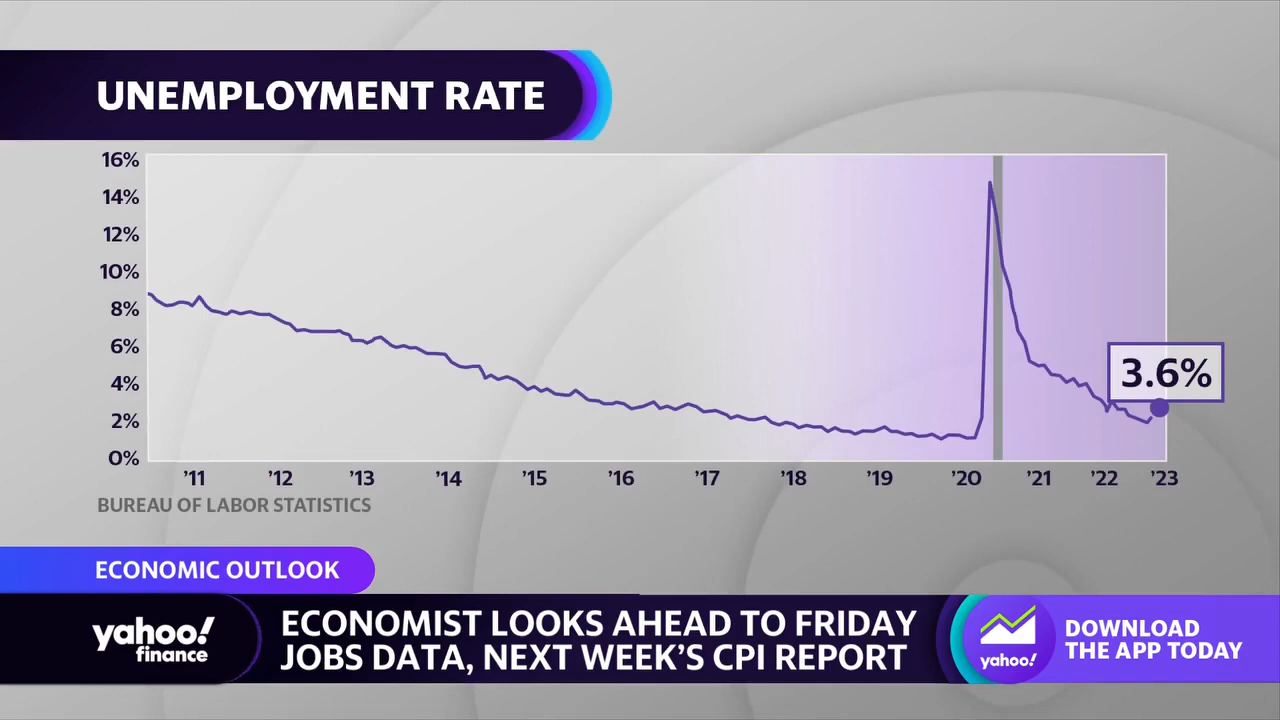 UNEMPLOYMENT RATE
16%
14%
12%
10%
8%
6%
4%
2%
0%
3.6%
’11 ’12 ’13 ’14 ’15 ’16 ’17 ’18 ’19 ’20 ’21 ’22 ’23
BUREAU OF LABOR STATISTICS
ECONOMIC OUTLOOK
yahoo!
finance
ECONOMIST LOOKS AHEAD TO FRIDAY
JOBS DATA, NEXT WEEK’S CPI REPORT
yahoo!
DOWNLOAD
THE APP TODAY